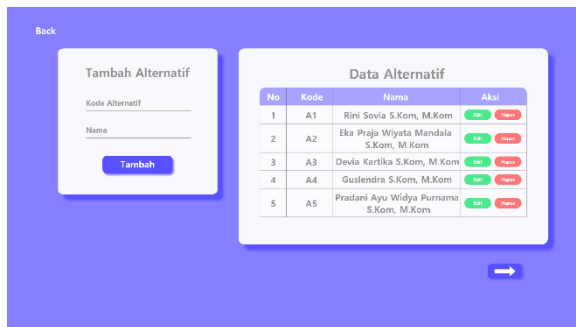 Back
Tambah Alternatif
Kode Alternatif
Nama
Tambah
Data Alternatif
No Kode Nama Aksi
1 A1 Rini Sovia S.Kom, M.Kom Edit Hapus
2 A2 Eka Praja Wiyata Mandala
S.Kom, M.Kom Edit Hapus
3 A3 Devia Kartika S.Kom, M.Kom Edit Hapus
4 A4 Guslendra S.Kom, M.Kom Edit Hapus
5 A5 Pradani Ayu Widya Purnama
S.Kom, M.Kom Edit Hapus